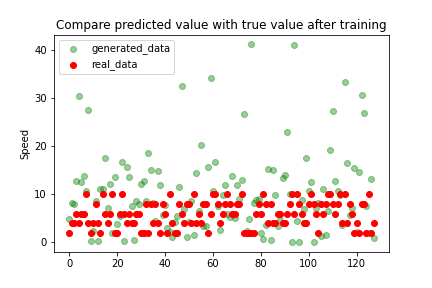 Compare predicted value with true value after training
generated_data
real_data
Speed
40
30
20
10
0
0 20 40 60 80 100 120